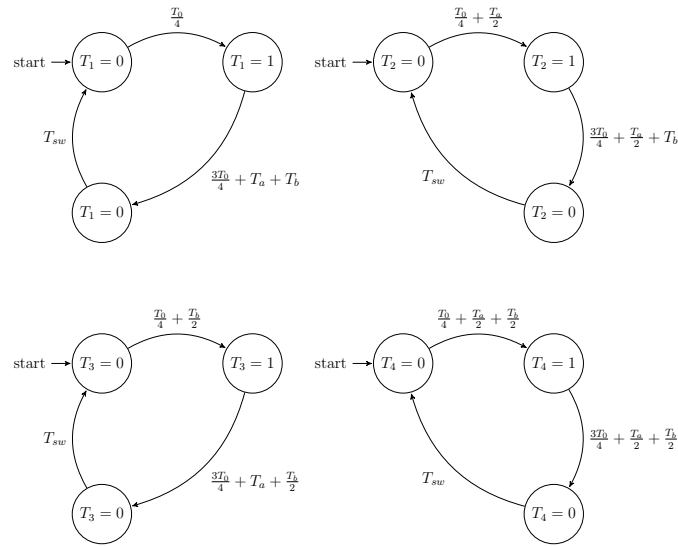 T_0/4
start T_1 = 0 T_1 = 1
T_sw
3T_0/4 + T_a + T_b
T_1 = 0
T_0/4 + T_a/2
start T_2 = 0 T_2 = 1
3T_0/4 + T_a/2 + T_b
T_sw
T_2 = 0
T_0/4 + T_b/2
start T_3 = 0 T_3 = 1
T_sw
3T_0/4 + T_a + T_b/2
T_3 = 0
T_0/4 + T_a/2 + T_b/2
start T_4 = 0 T_4 = 1
3T_0/4 + T_a/2 + T_b/2
T_sw
T_4 = 0